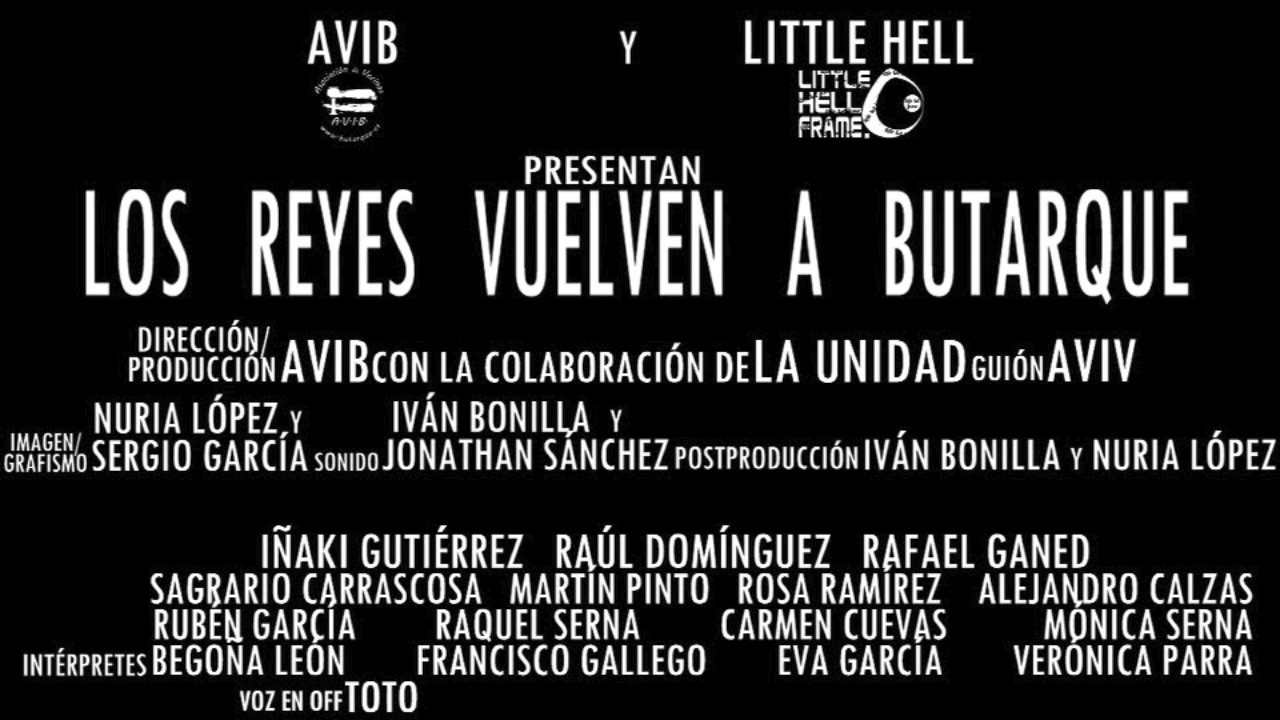 AVIB Y LITTLE HELL
Asociación de Vecinos
A·V·I·B
LITTLE
HELL
FRAME.
PRESENTAN
LOS REYES VUELVEN A BUTARQUE
DIRECCIÓN/
PRODUCCIÓN AVIB CON LA COLABORACIÓN DE LA UNIDAD GUIÓN AVIV
NURIA LÓPEZ Y IVÁN BONILLA Y
IMAGEN/
GRAFISMO SERGIO GARCÍA SONIDO JONATHAN SÁNCHEZ POSTPRODUCCIÓN IVÁN BONILLA Y NURIA LÓPEZ
IÑAKI GUTIÉRREZ RAÚL DOMÍNGUEZ RAFAEL GANED
SAGRARIO CARRASCOSA MARTÍN PINTO ROSA RAMÍREZ ALEJANDRO CALZAS
RUBÉN GARCÍA RAQUEL SERNA CARMEN CUEVAS MÓNICA SERNA
INTÉRPRETES BEGOÑA LEÓN FRANCISCO GALLEGO EVA GARCÍA VERÓNICA PARRA
VOZ EN OFF TOTO